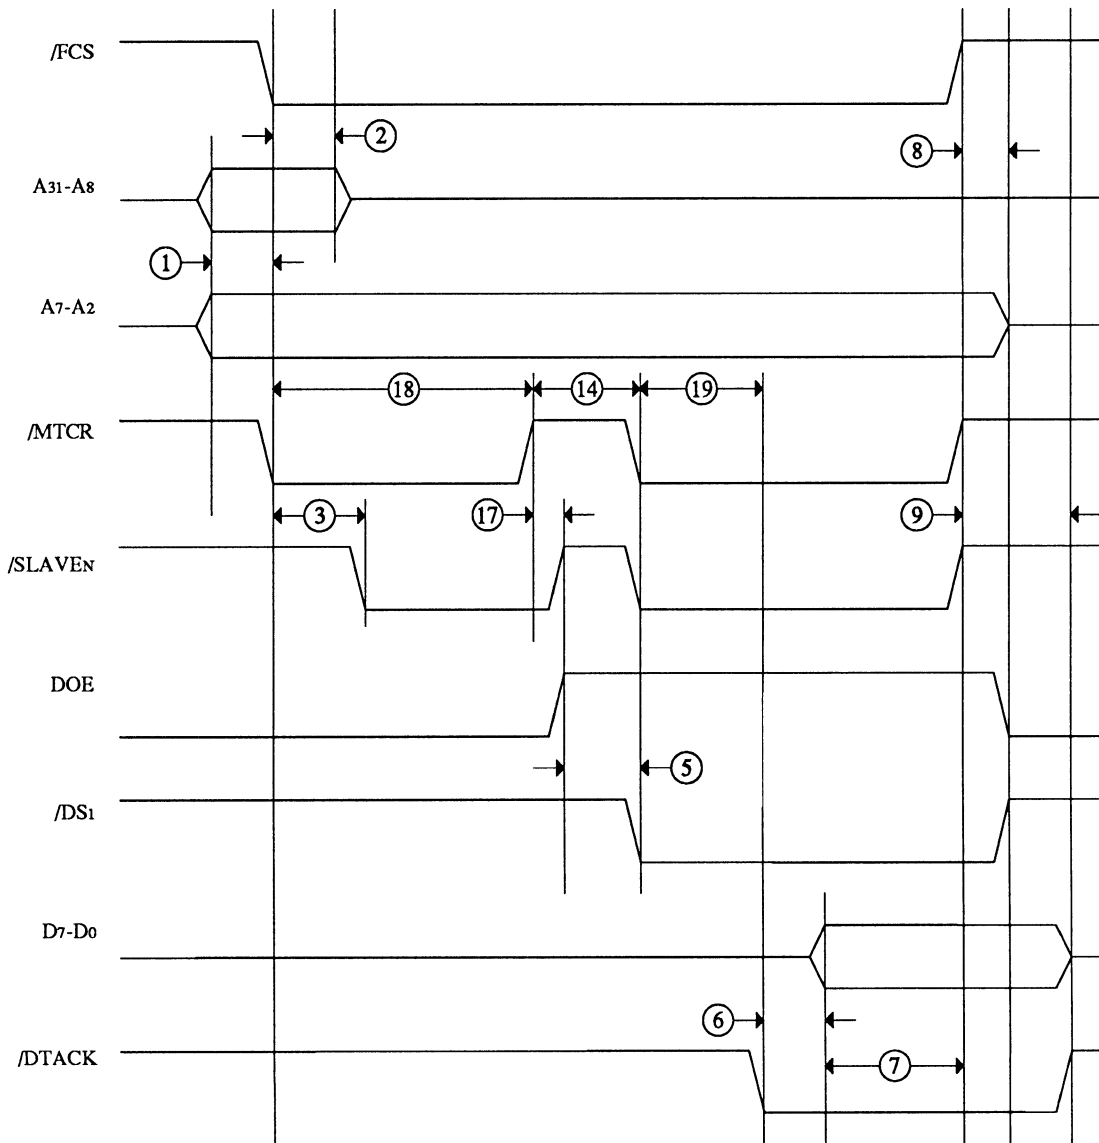 /FCS
2
8
A31-A8
1
A7-A2
18
14
19
/MTCR
3
17
9
/SLAVEN
DOE
5
/DS1
D7-D0
6
/DTACK
7